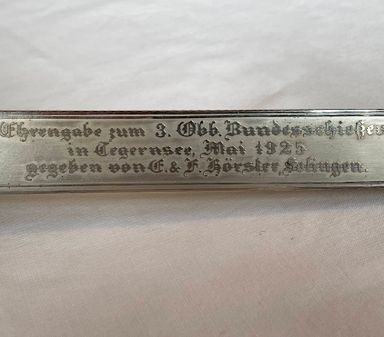 Ehrengabe zum 3. Obb. Bundesschießen
in Tegernsee, Mai 1925
gegeben von E. & F. Hörster, Solingen.